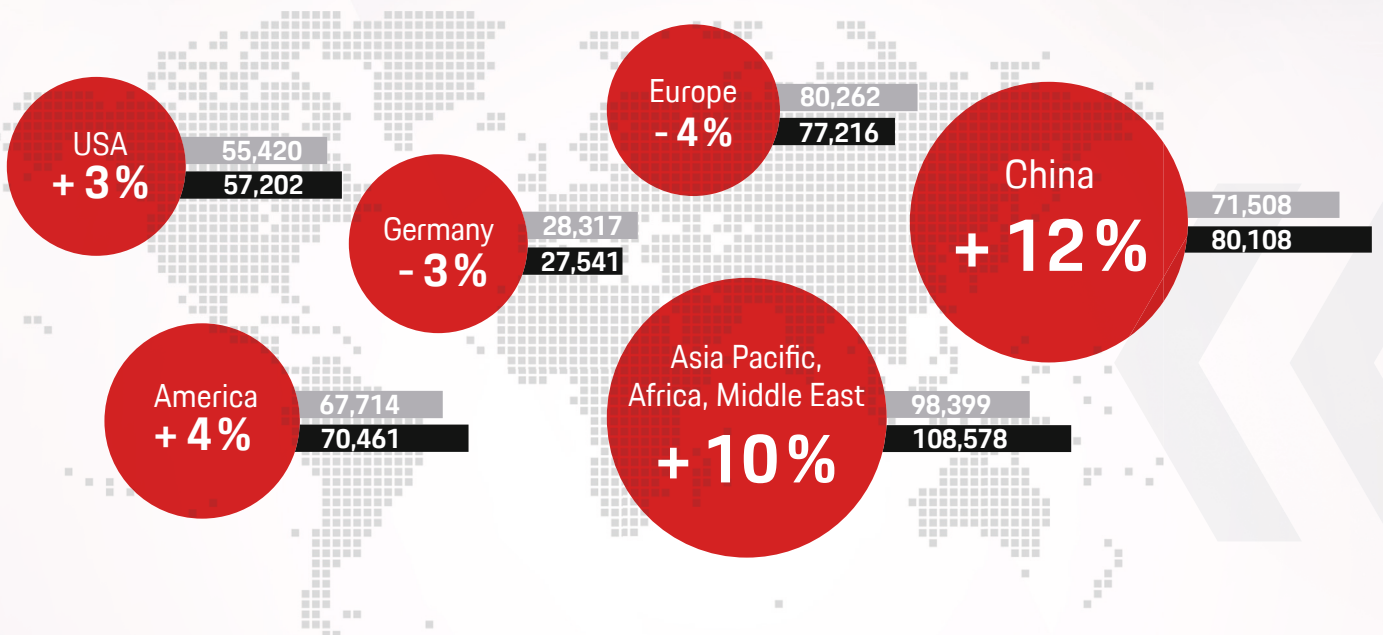 USA
+ 3 %
55,420
57,202
Germany
- 3 %
28,317
27,541
Europe
- 4 %
80,262
77,216
China
+ 12 %
71,508
80,108
America
+ 4 %
67,714
70,461
Asia Pacific,
Africa, Middle East
+ 10 %
98,399
108,578